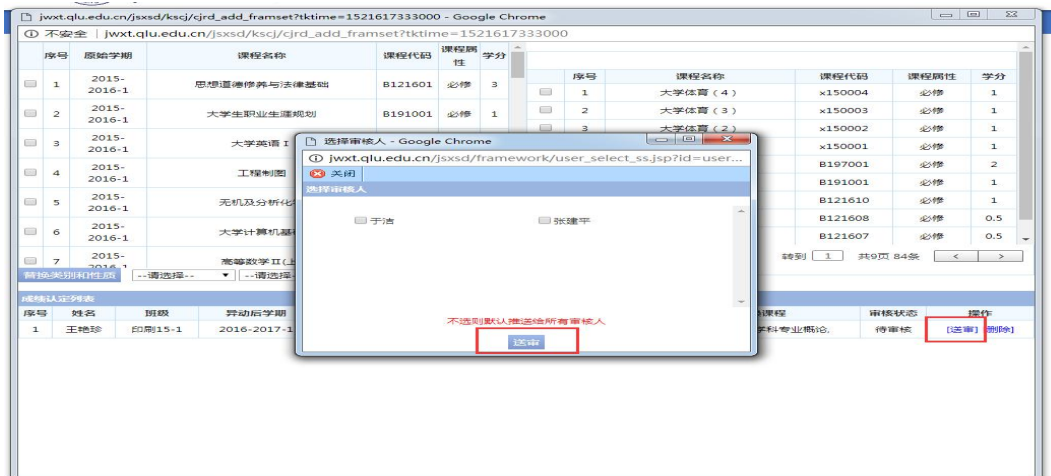 jwxt.qlu.edu.cn/jsxsd/kscj/cjrd_add_framset?tktime=1521617333000 - Google Chrome
不安全 | jwxt.qlu.edu.cn/jsxsd/kscj/cjrd_add_framset?tktime=1521617333000
序号 原始学期 课程名称 课程代码 课程属性 学分
1 2015-2016-1 思想道德修养与法律基础 B121601 必修 3
2 2015-2016-1 大学生职业生涯规划 B191001 必修 1
3 2015-2016-1 大学英语 I
4 2015-2016-1 工程制图
5 2015-2016-1 无机及分析化
6 2015-2016-1 大学计算机基
7 2015-2016-1 高等数学II(上
序号 课程名称 课程代码 课程属性 学分
1 大学体育(4) x150004 必修 1
2 大学体育(3) x150003 必修 1
3 大学体育(2) x150002 必修 1
x150001 必修 1
B197001 必修 2
B191001 必修 1
B121610 必修 1
B121608 必修 0.5
B121607 必修 0.5
转到 1 共9页 84条 < >
替换类别和性质 --请选择-- --请选择-
选择审核人 - Google Chrome
jwxt.qlu.edu.cn/jsxsd/framework/user_select_ss.jsp?id=user...
关闭
选择审核人
于洁 张建平
不选则默认推送给所有审核人
送审
成绩认定列表
序号 姓名 班级 异动后学期 课程 审核状态 操作
1 王艳珍 印刷15-1 2016-2017-1 学科专业概论, 待审核 [送审] 删除]